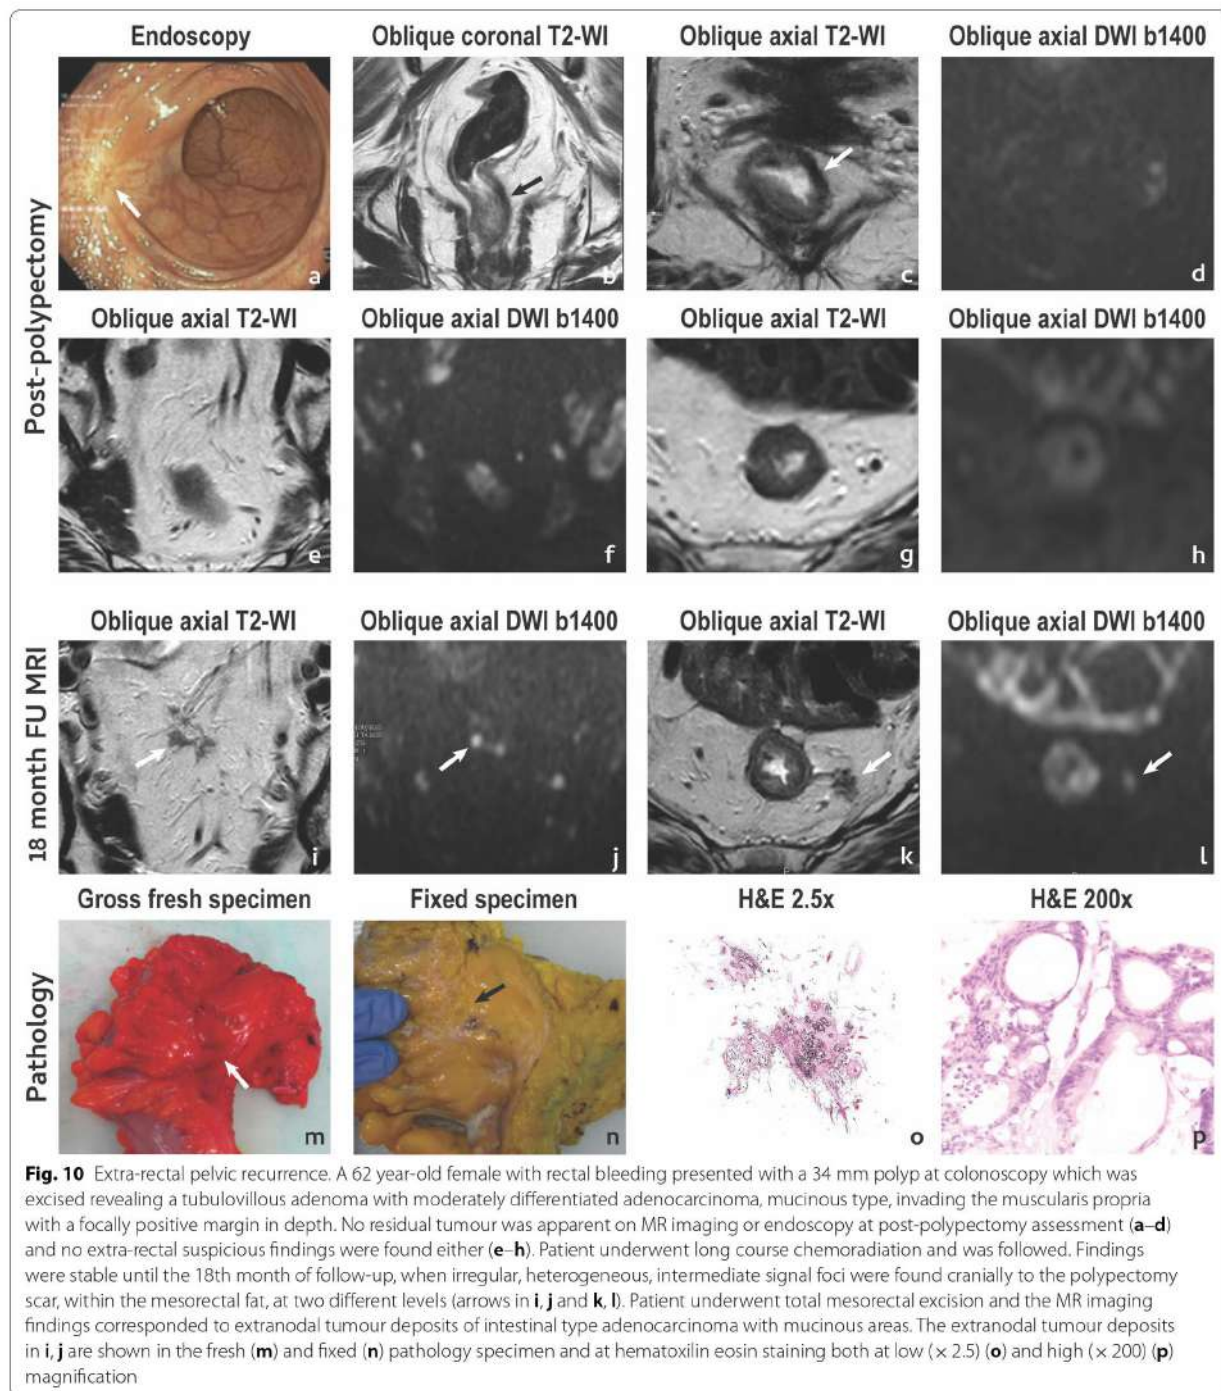 Endoscopy
Oblique coronal T2-WI
Oblique axial T2-WI
Oblique axial DWI b1400
Post-polypectomy
a
b
c
d
Oblique axial T2-WI
Oblique axial DWI b1400
Oblique axial T2-WI
Oblique axial DWI b1400
e
f
g
h
18 month FU MRI
Oblique axial T2-WI
Oblique axial DWI b1400
Oblique axial T2-WI
Oblique axial DWI b1400
i
j
k
l
Pathology
Gross fresh specimen
Fixed specimen
H&E 2.5x
H&E 200x
m
n
o
p
Fig. 10 Extra-rectal pelvic recurrence. A 62 year-old female with rectal bleeding presented with a 34 mm polyp at colonoscopy which was
excised revealing a tubulovillous adenoma with moderately differentiated adenocarcinoma, mucinous type, invading the muscularis propria
with a focally positive margin in depth. No residual tumour was apparent on MR imaging or endoscopy at post-polypectomy assessment (a–d)
and no extra-rectal suspicious findings were found either (e–h). Patient underwent long course chemoradiation and was followed. Findings
were stable until the 18th month of follow-up, when irregular, heterogeneous, intermediate signal foci were found cranially to the polypectomy
scar, within the mesorectal fat, at two different levels (arrows in i, j and k, l). Patient underwent total mesorectal excision and the MR imaging
findings corresponded to extranodal tumour deposits of intestinal type adenocarcinoma with mucinous areas. The extranodal tumour deposits
in i, j are shown in the fresh (m) and fixed (n) pathology specimen and at hematoxilin eosin staining both at low (× 2.5) (o) and high (× 200) (p)
magnification